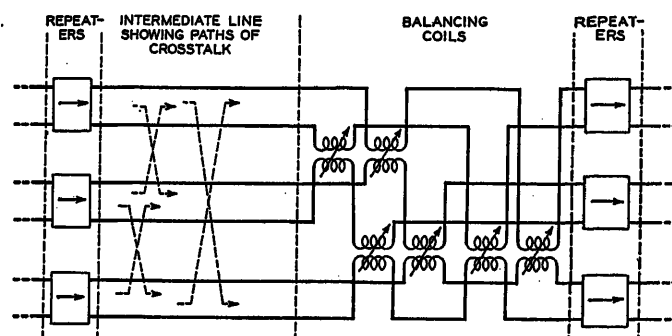 REPEAT-
ERS
INTERMEDIATE LINE
SHOWING PATHS OF
CROSSTALK
BALANCING
COILS
REPEAT-
ERS